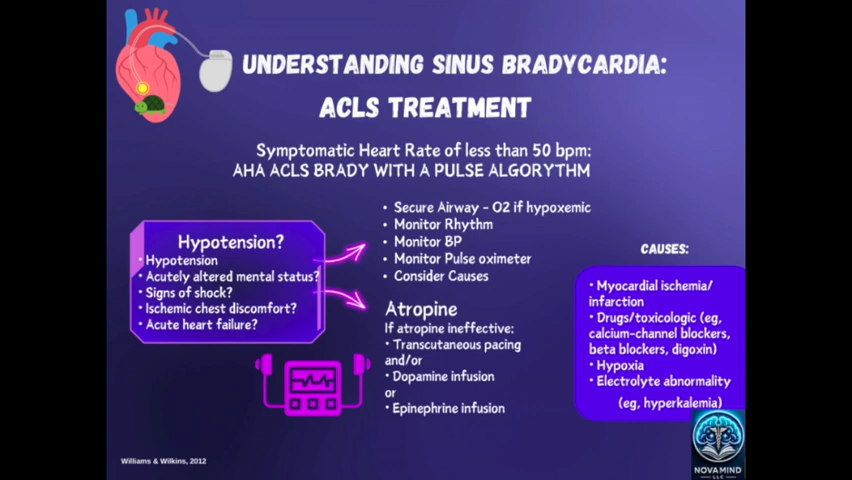 UNDERSTANDING SINUS BRADYCARDIA:
ACLS TREATMENT
Symptomatic Heart Rate of less than 50 bpm:
AHA ACLS BRADY WITH A PULSE ALGORYTHM
Hypotension?
• Hypotension
• Acutely altered mental status?
• Signs of shock?
• Ischemic chest discomfort?
• Acute heart failure?
• Secure Airway - O2 if hypoxemic
• Monitor Rhythm
• Monitor BP
• Monitor Pulse oximeter
• Consider Causes
Atropine
If atropine ineffective:
• Transcutaneous pacing
and/or
• Dopamine infusion
or
• Epinephrine infusion
CAUSES:
• Myocardial ischemia/
infarction
• Drugs/toxicologic (eg,
calcium-channel blockers,
beta blockers, digoxin)
• Hypoxia
• Electrolyte abnormality
(eg, hyperkalemia)
Williams & Wilkins, 2012
NOVAMIND
LLC